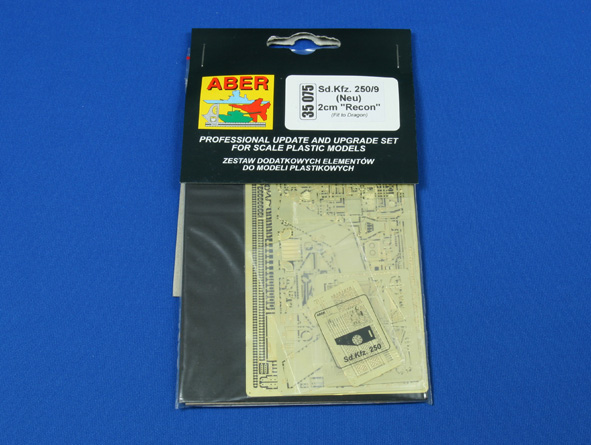 ABER
35 075
Sd.Kfz. 250/9
(Neu)
2cm "Recon"
(Fit to Dragon)
PROFESSIONAL UPDATE AND UPGRADE SET
FOR SCALE PLASTIC MODELS
ZESTAW DODATKOWYCH ELEMENTÓW
DO MODELI PLASTIKOWYCH
Sd.Kfz. 250